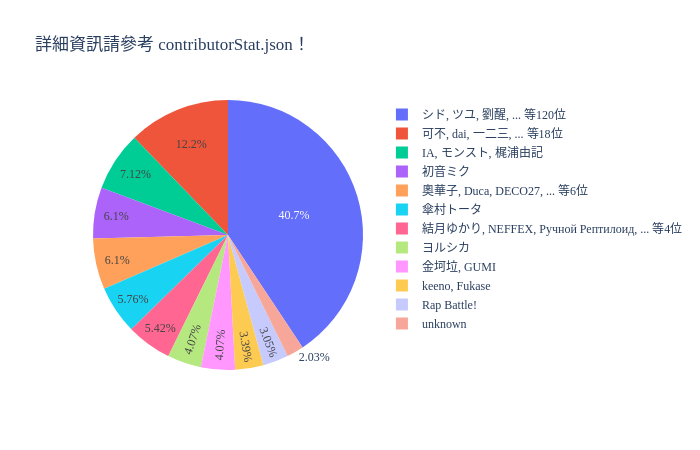 詳細資訊請參考 contributorStat.json！
40.7%
12.2%
7.12%
6.1%
6.1%
5.76%
5.42%
4.07%
4.07%
3.39%
3.05%
2.03%
シド, ツユ, 劉醒, ... 等120位
可不, dai, 一二三, ... 等18位
IA, モンスト, 梶浦由記
初音ミク
奧華子, Duca, DECO27, ... 等6位
傘村トータ
結月ゆかり, NEFFEX, Ручной Рептилоид, ... 等4位
ヨルシカ
金坷垃, GUMI
keeno, Fukase
Rap Battle!
unknown